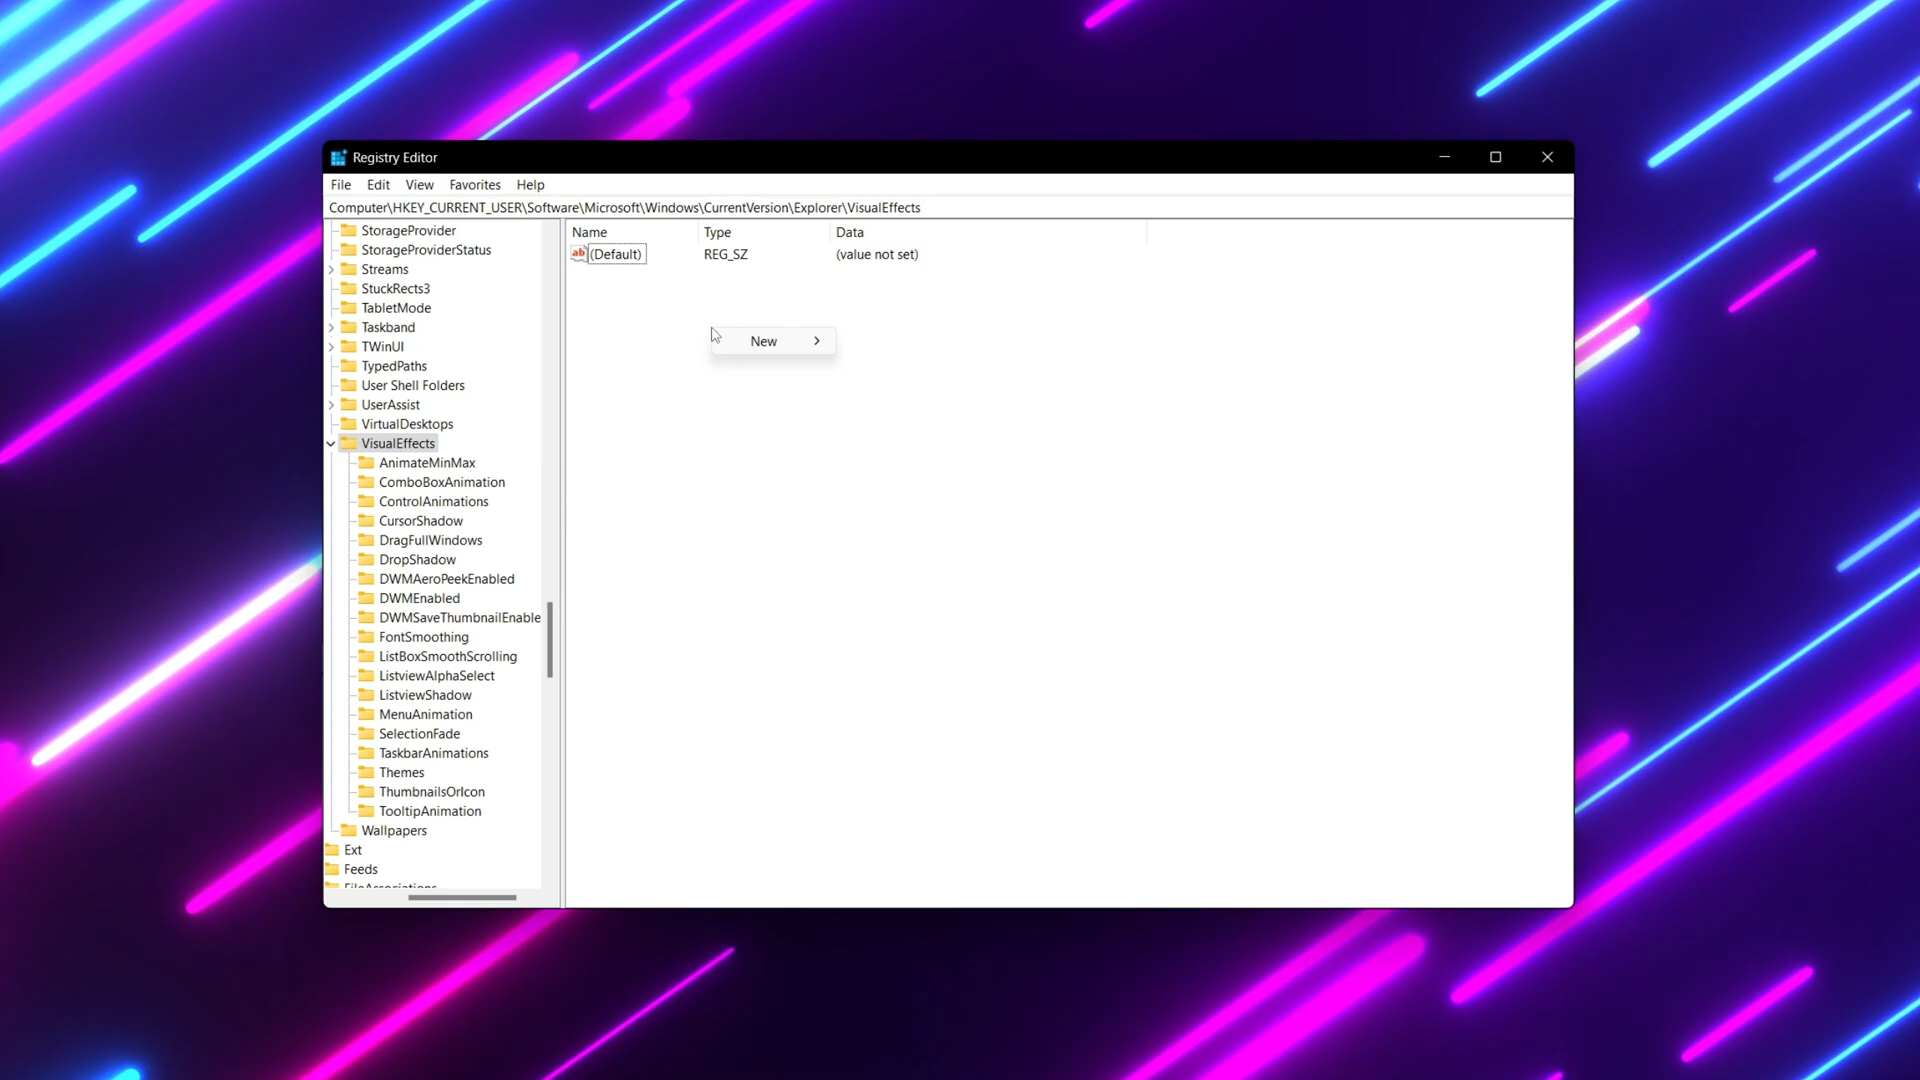 Registry Editor
File Edit View Favorites Help
Computer\HKEY_CURRENT_USER\Software\Microsoft\Windows\CurrentVersion\Explorer\VisualEffects
StorageProvider
StorageProviderStatus
Streams
StuckRects3
TabletMode
Taskband
TWinUI
TypedPaths
User Shell Folders
UserAssist
VirtualDesktops
VisualEffects
AnimateMinMax
ComboBoxAnimation
ControlAnimations
CursorShadow
DragFullWindows
DropShadow
DWMAeroPeekEnabled
DWMEnabled
DWMSaveThumbnailEnable
FontSmoothing
ListBoxSmoothScrolling
ListviewAlphaSelect
ListviewShadow
MenuAnimation
SelectionFade
TaskbarAnimations
Themes
ThumbnailsOrIcon
TooltipAnimation
Wallpapers
Ext
Feeds
FileAssociations
Name Type Data
ab (Default) REG_SZ (value not set)
New